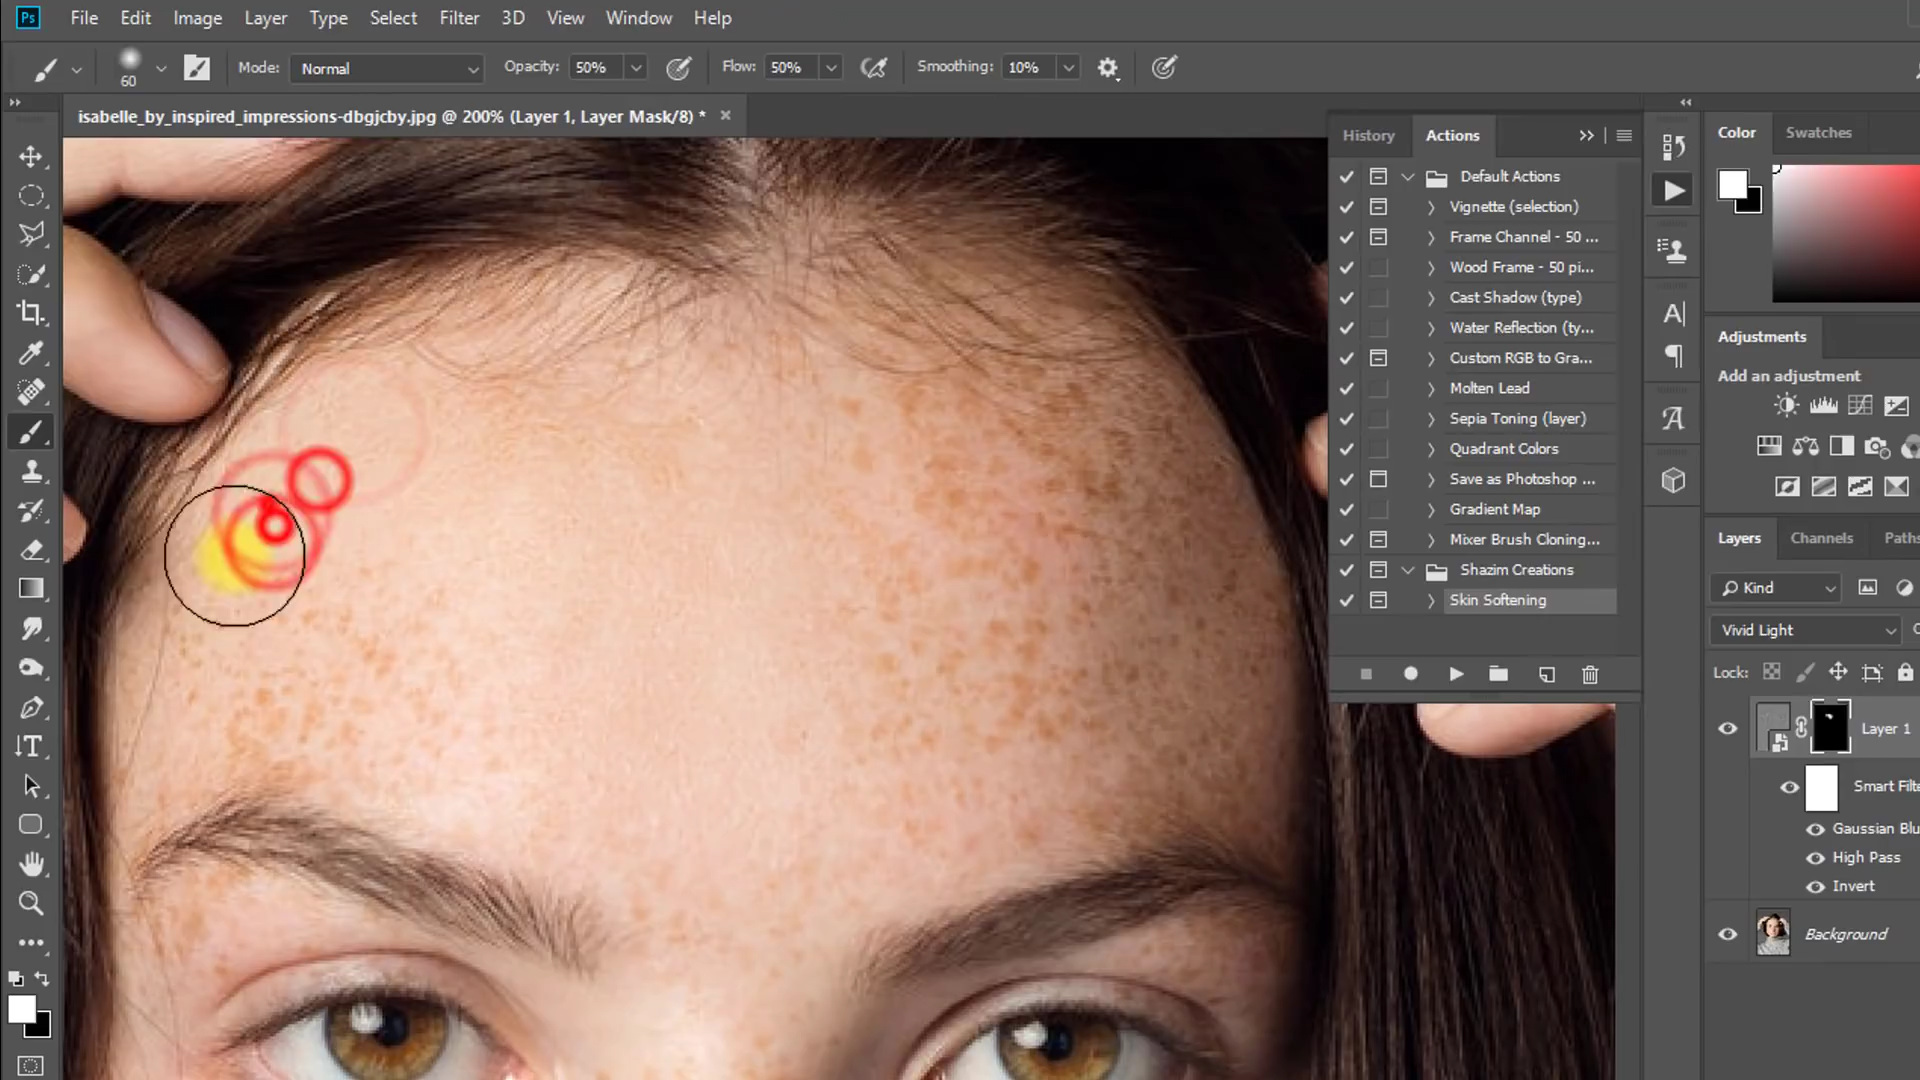 Ps File Edit Image Layer Type Select Filter 3D View Window Help
60 Mode: Normal Opacity: 50% Flow: 50% Smoothing: 10%
isabelle_by_inspired_impressions-dbgjcby.jpg @ 200% (Layer 1, Layer Mask/8) * ×
History Actions
Default Actions
Vignette (selection)
Frame Channel - 50 ...
Wood Frame - 50 pi...
Cast Shadow (type)
Water Reflection (ty...
Custom RGB to Gra...
Molten Lead
Sepia Toning (layer)
Quadrant Colors
Save as Photoshop ...
Gradient Map
Mixer Brush Cloning...
Shazim Creations
Skin Softening
Color Swatches
Adjustments
Add an adjustment
Layers Channels Paths
Kind
Vivid Light
Lock:
Layer 1
Smart Filte
Gaussian Blu
High Pass
Invert
Background